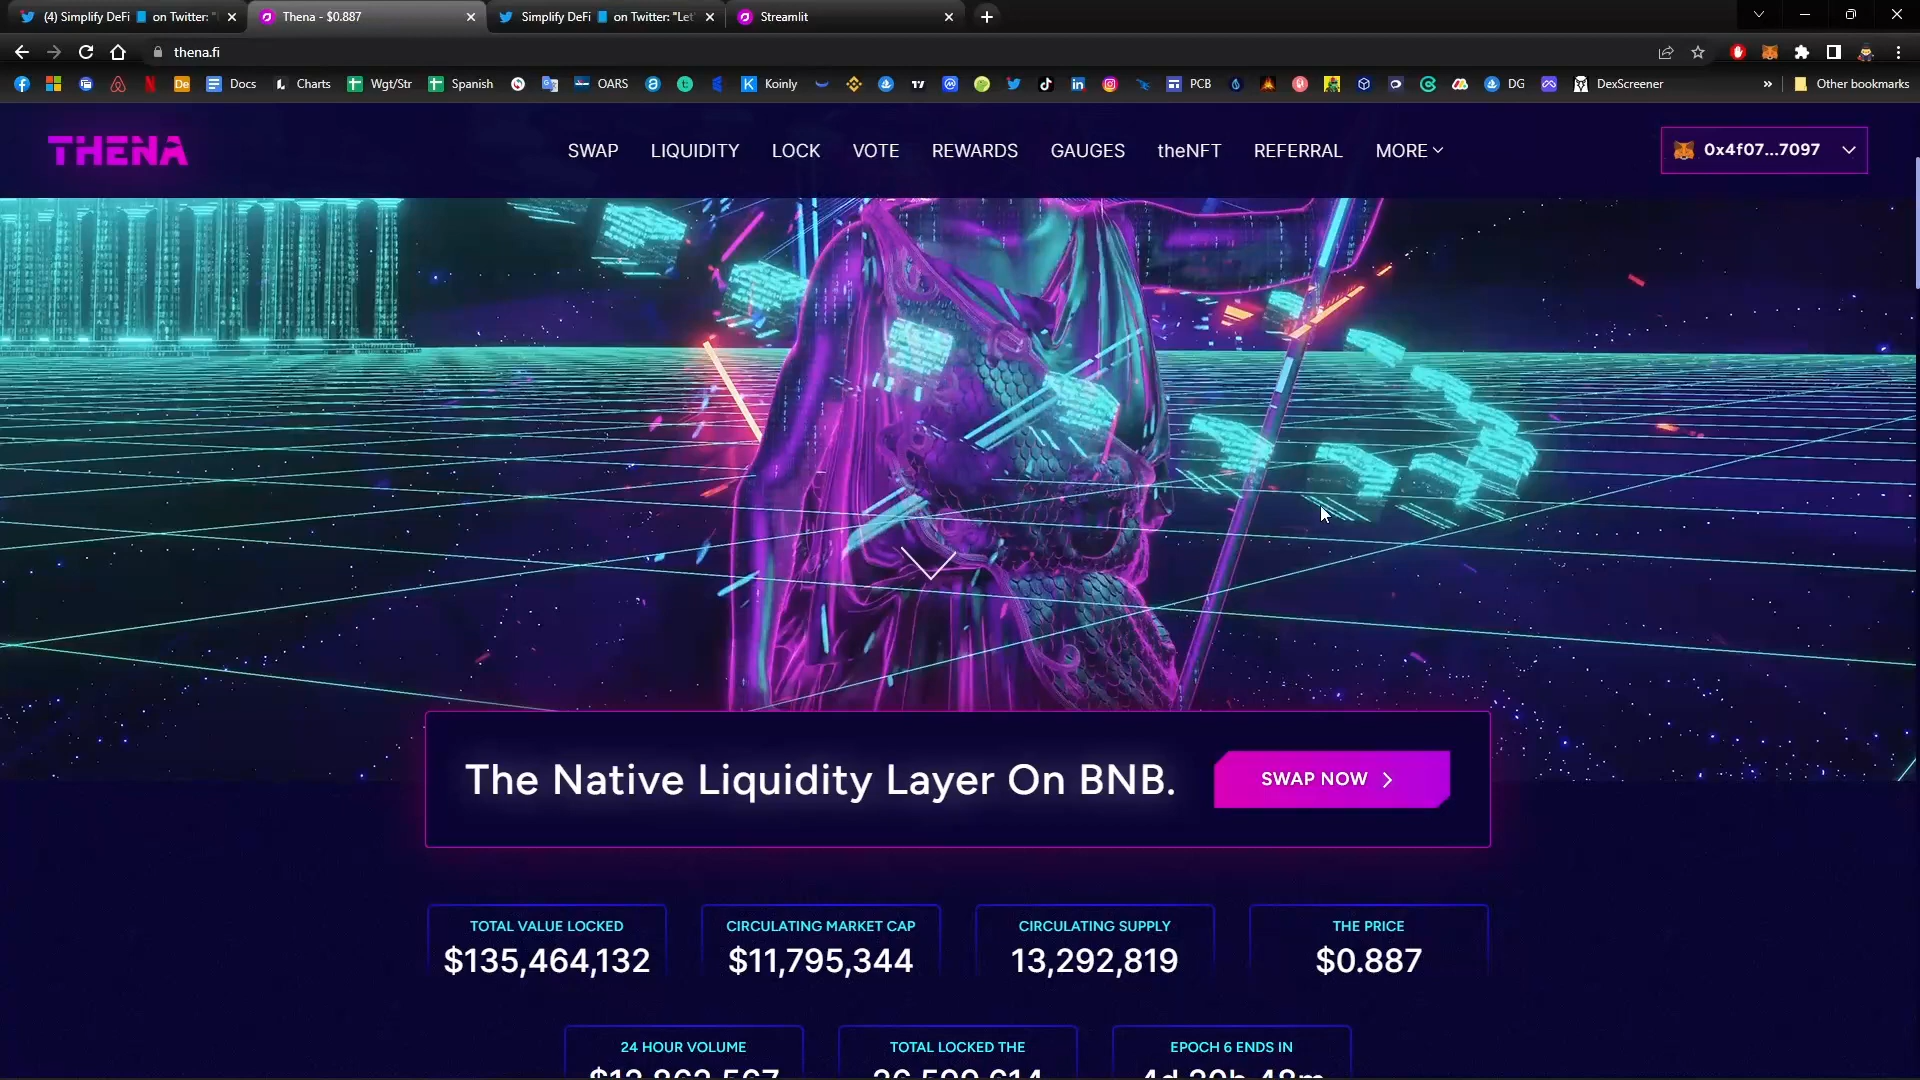 (4) Simplify DeFi 📘 on Twitter: "
Thena - $0.887
Simplify DeFi 📘 on Twitter: "Let'
Streamlit
thena.fi
De
Docs
Charts
Wgt/Str
Spanish
OARS
Koinly
PCB
DG
DexScreener
Other bookmarks
THENA
SWAP
LIQUIDITY
LOCK
VOTE
REWARDS
GAUGES
theNFT
REFERRAL
MORE
0x4f07...7097
The Native Liquidity Layer On BNB.
SWAP NOW
TOTAL VALUE LOCKED
$135,464,132
CIRCULATING MARKET CAP
$11,795,344
CIRCULATING SUPPLY
13,292,819
THE PRICE
$0.887
24 HOUR VOLUME
TOTAL LOCKED THE
EPOCH 6 ENDS IN